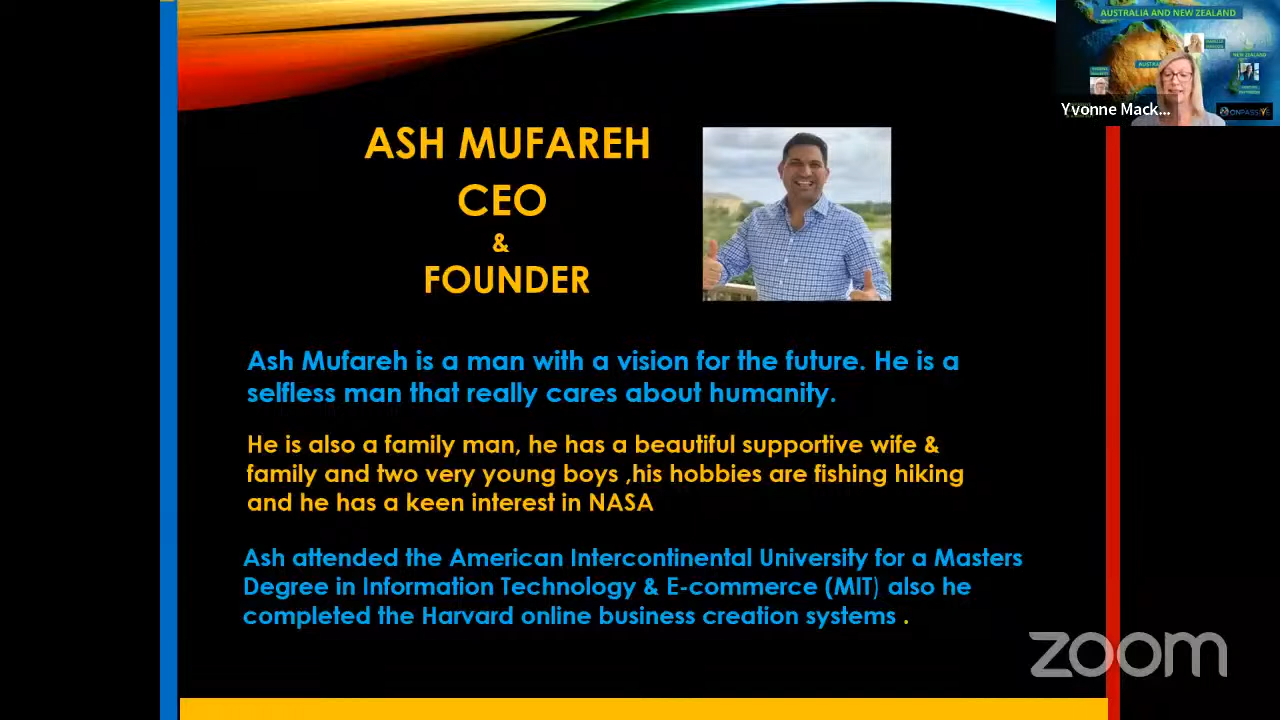 AUSTRALIA AND NEW ZEALAND
NEW ZEALAND
Yvonne Mack...
ONPASSIVE
ASH MUFAREH
CEO
&
FOUNDER
Ash Mufareh is a man with a vision for the future. He is a
selfless man that really cares about humanity.
He is also a family man, he has a beautiful supportive wife &
family and two very young boys ,his hobbies are fishing hiking
and he has a keen interest in NASA
Ash attended the American Intercontinental University for a Masters
Degree in Information Technology & E-commerce (MIT) also he
completed the Harvard online business creation systems .
zoom